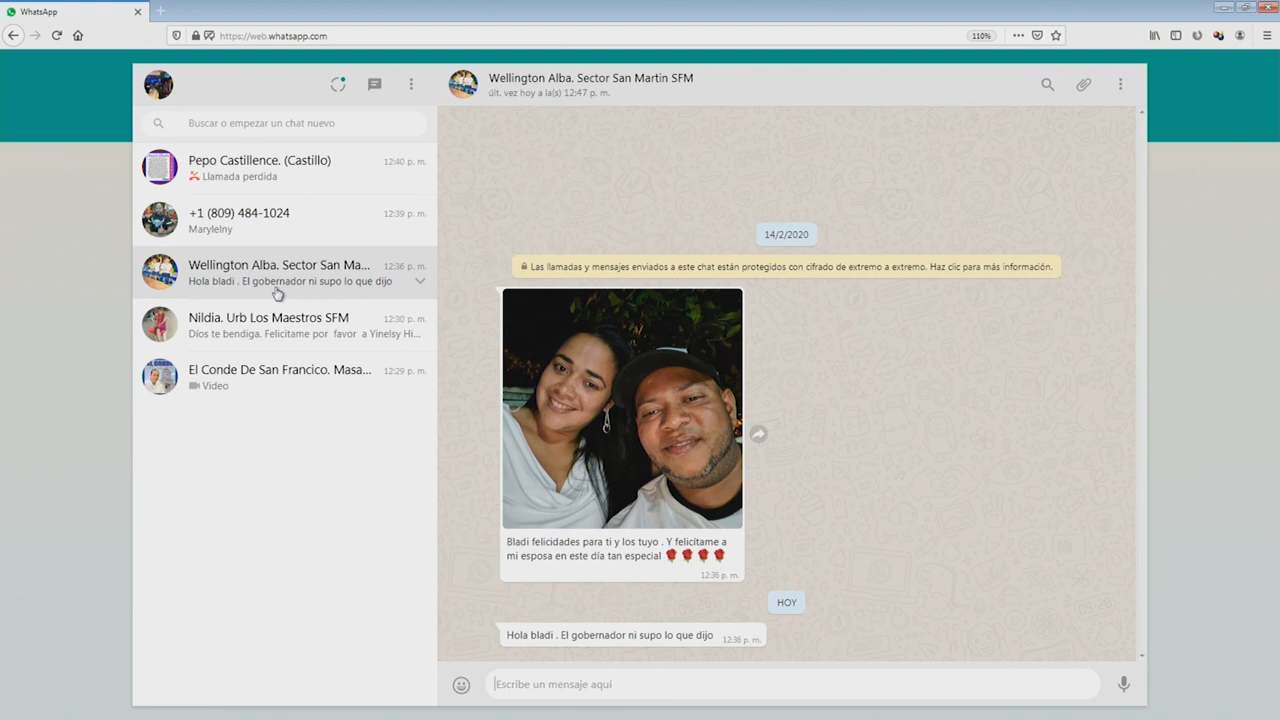 WhatsApp
https://web.whatsapp.com
110%
Buscar o empezar un chat nuevo
Pepo Castillence. (Castillo)
12:40 p. m.
Llamada perdida
+1 (809) 484-1024
12:39 p. m.
Marylelny
Wellington Alba. Sector San Ma...
12:36 p. m.
Hola bladi . El gobernador ni supo lo que dijo
Nildia. Urb Los Maestros SFM
12:30 p. m.
Dios te bendiga. Felicitame por favor a Yinelsy Hi...
El Conde De San Francico. Masa...
12:29 p. m.
Video
Wellington Alba. Sector San Martin SFM
últ. vez hoy a la(s) 12:47 p. m.
14/2/2020
Las llamadas y mensajes enviados a este chat están protegidos con cifrado de extremo a extremo. Haz clic para más información.
Bladi felicidades para ti y los tuyo . Y felicítame a
mi esposa en este día tan especial 🌹 🌹 🌹 🌹
12:36 p. m.
HOY
Hola bladi . El gobernador ni supo lo que dijo
12:36 p. m.
Escribe un mensaje aquí